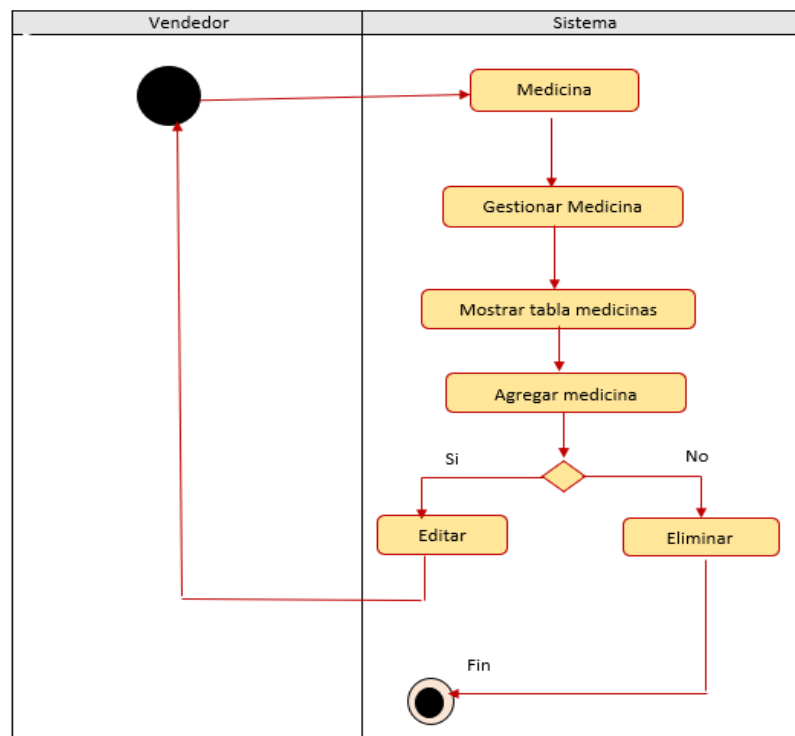 Vendedor
Sistema
Medicina
Gestionar Medicina
Mostrar tabla medicinas
Agregar medicina
Si
No
Editar
Eliminar
Fin